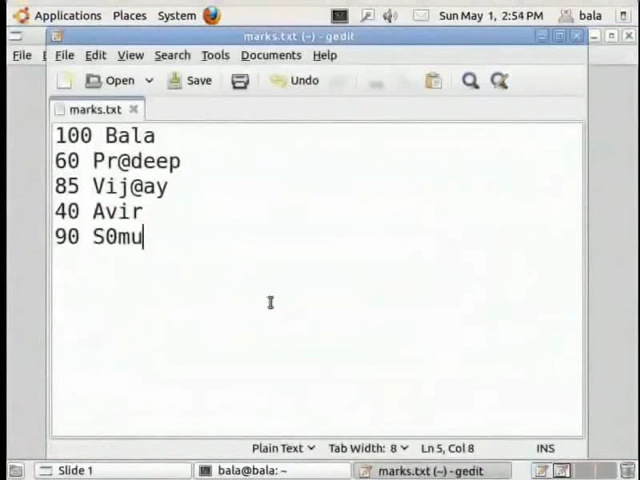 Applications Places System Sun May 1, 2:54 PM bala
marks.txt (~) - gedit
File File Edit View Search Tools Documents Help
Open Save Undo
marks.txt
100 Bala
60 Pr@deep
85 Vij@ay
40 Avir
90 S0mu
Plain Text Tab Width: 8 Ln 5, Col 8 INS
Slide 1 bala@bala: ~ marks.txt (~) - gedit